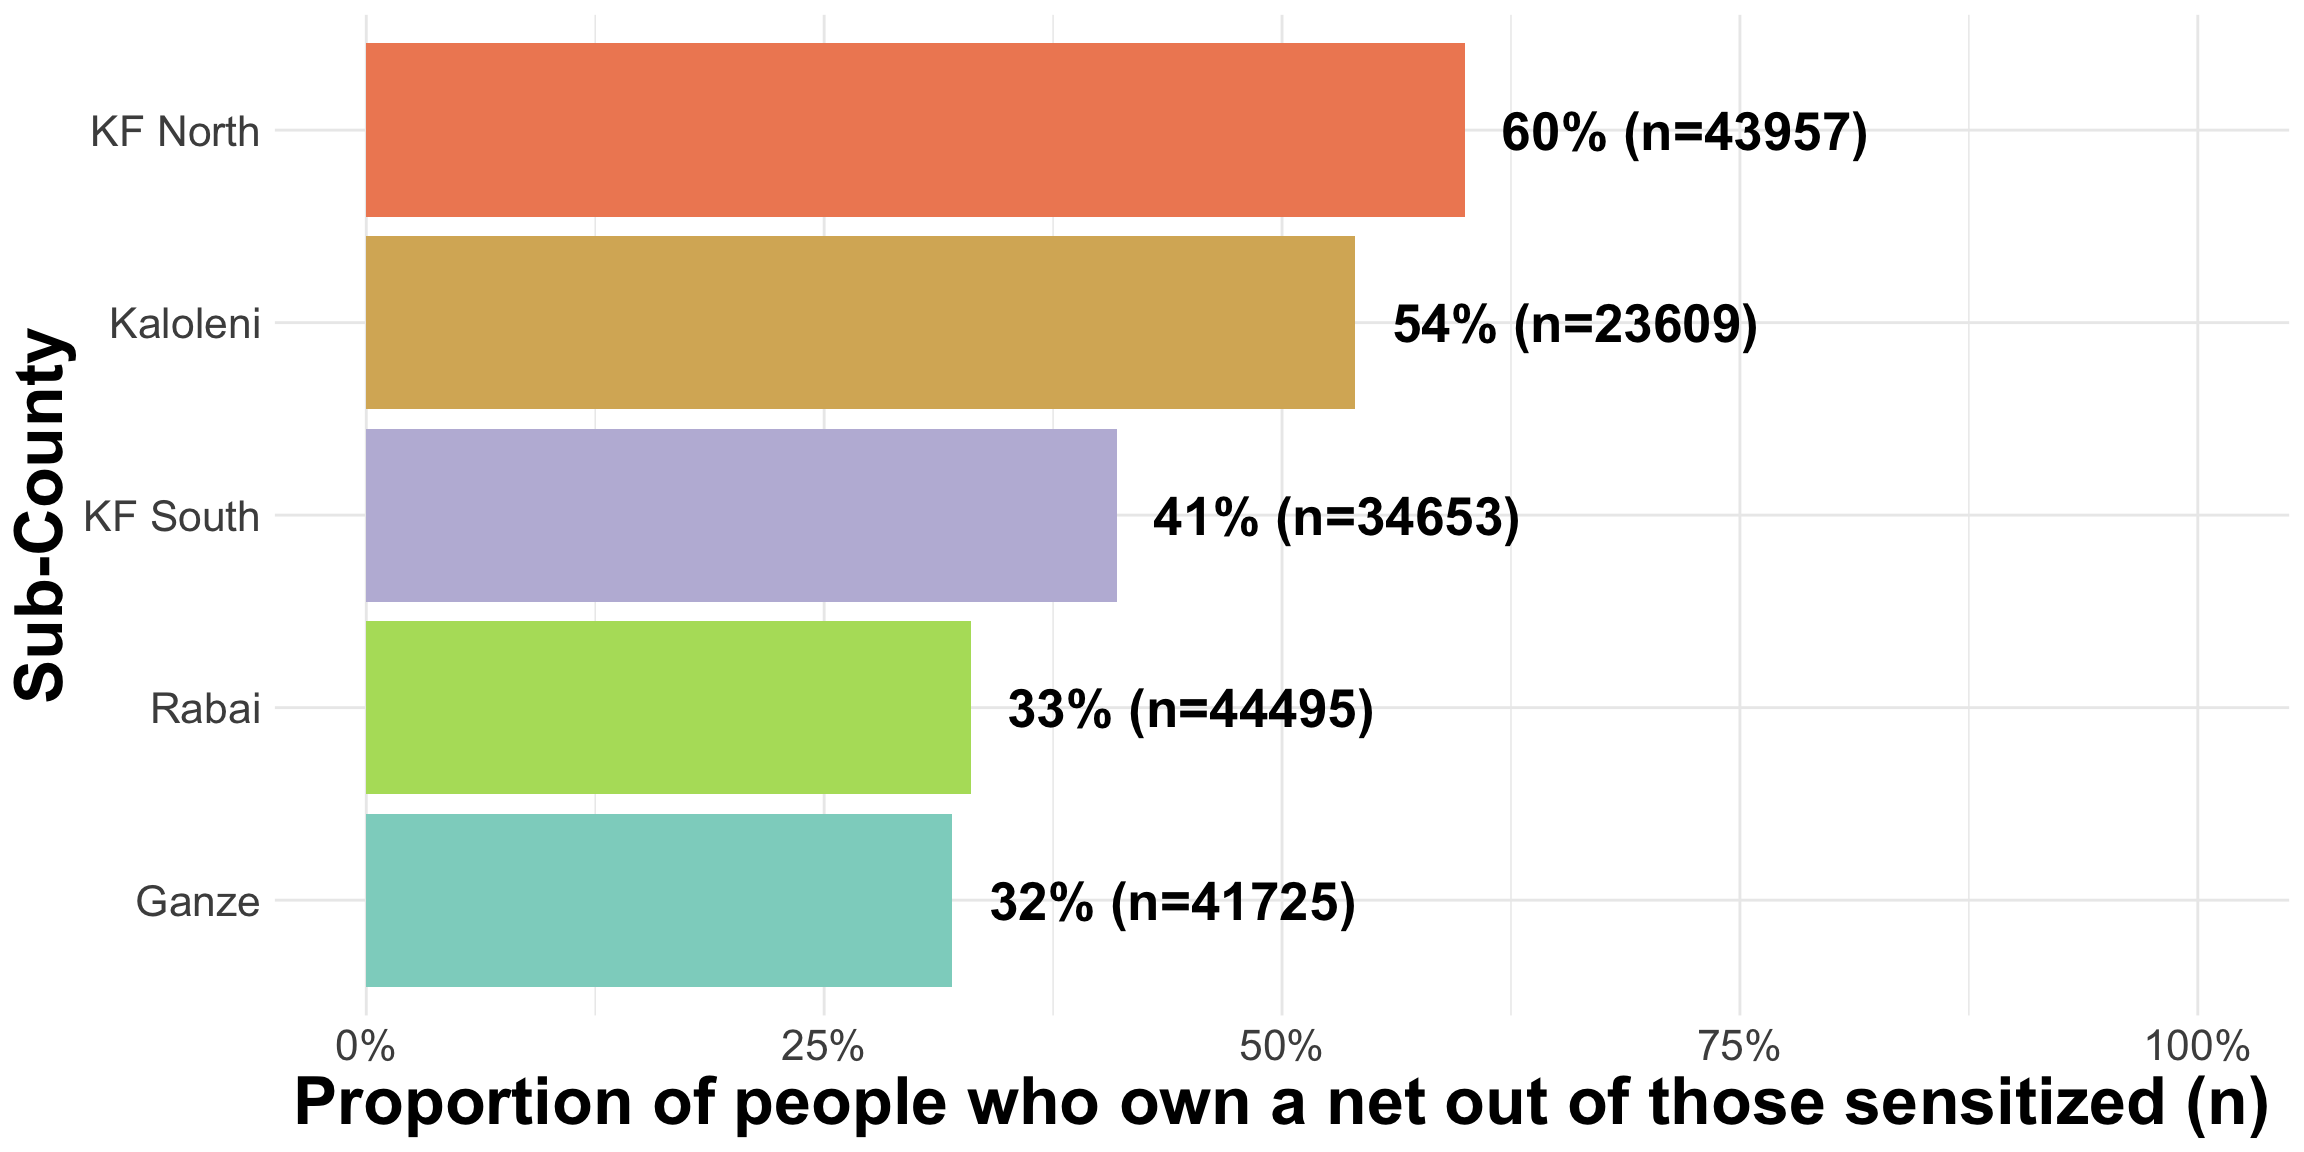 KF North
60% (n=43957)
Kaloleni
54% (n=23609)
KF South
41% (n=34653)
Rabai
33% (n=44495)
Ganze
32% (n=41725)
Sub-County
0% 25% 50% 75% 100%
Proportion of people who own a net out of those sensitized (n)